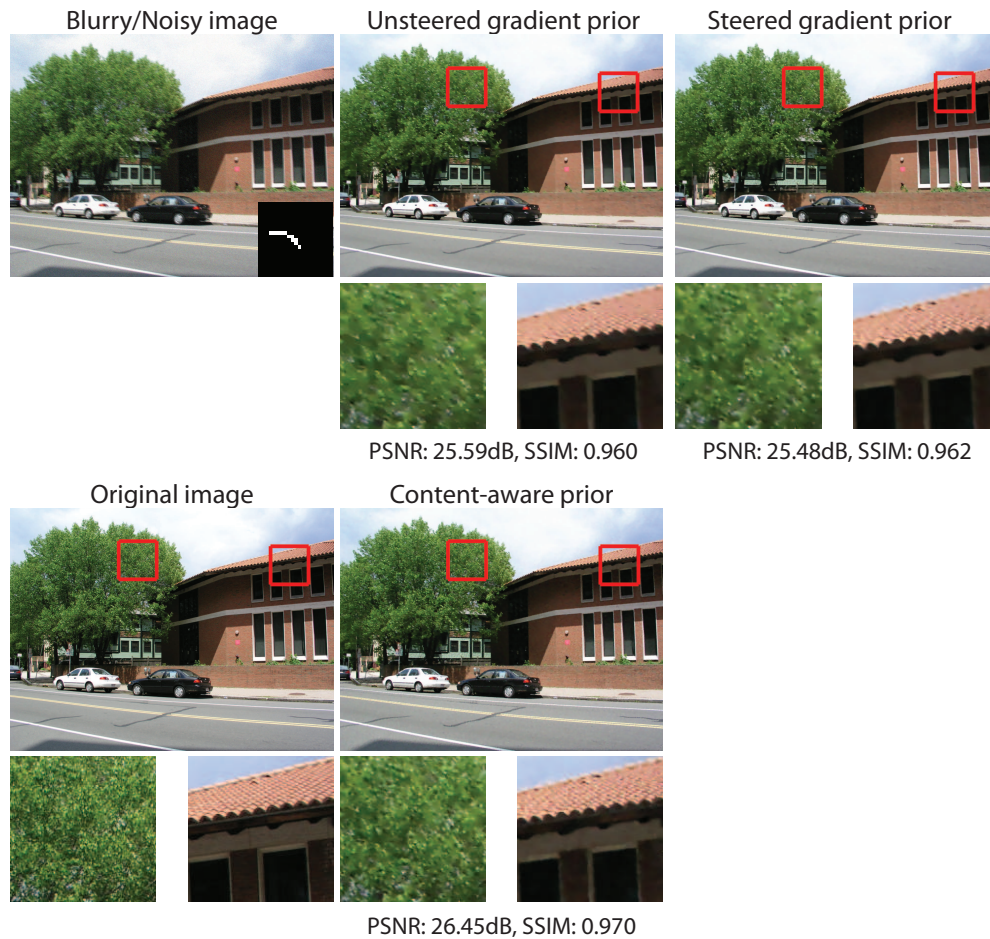 Blurry/Noisy image
Unsteered gradient prior
Steered gradient prior
PSNR: 25.59dB, SSIM: 0.960
PSNR: 25.48dB, SSIM: 0.962
Original image
Content-aware prior
PSNR: 26.45dB, SSIM: 0.970